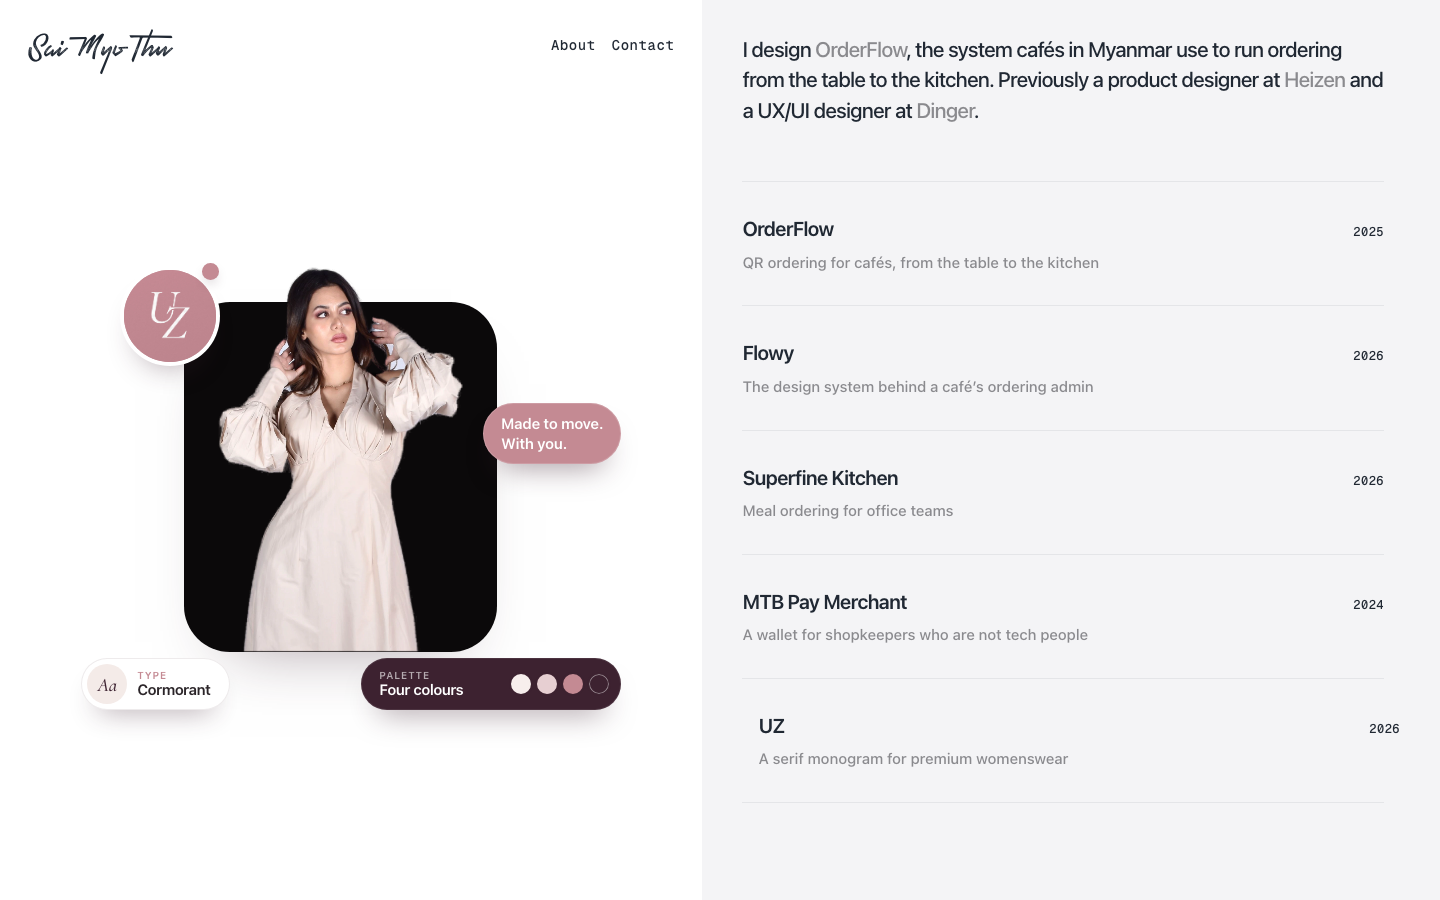 Sai Myo Thu
About Contact
UZ
Made to move.
With you.
Aa
TYPE
Cormorant
PALETTE
Four colours
I design OrderFlow, the system cafés in Myanmar use to run ordering
from the table to the kitchen. Previously a product designer at Heizen and
a UX/UI designer at Dinger.
OrderFlow 2025
QR ordering for cafés, from the table to the kitchen
Flowy 2026
The design system behind a café’s ordering admin
Superfine Kitchen 2026
Meal ordering for office teams
MTB Pay Merchant 2024
A wallet for shopkeepers who are not tech people
UZ 2026
A serif monogram for premium womenswear